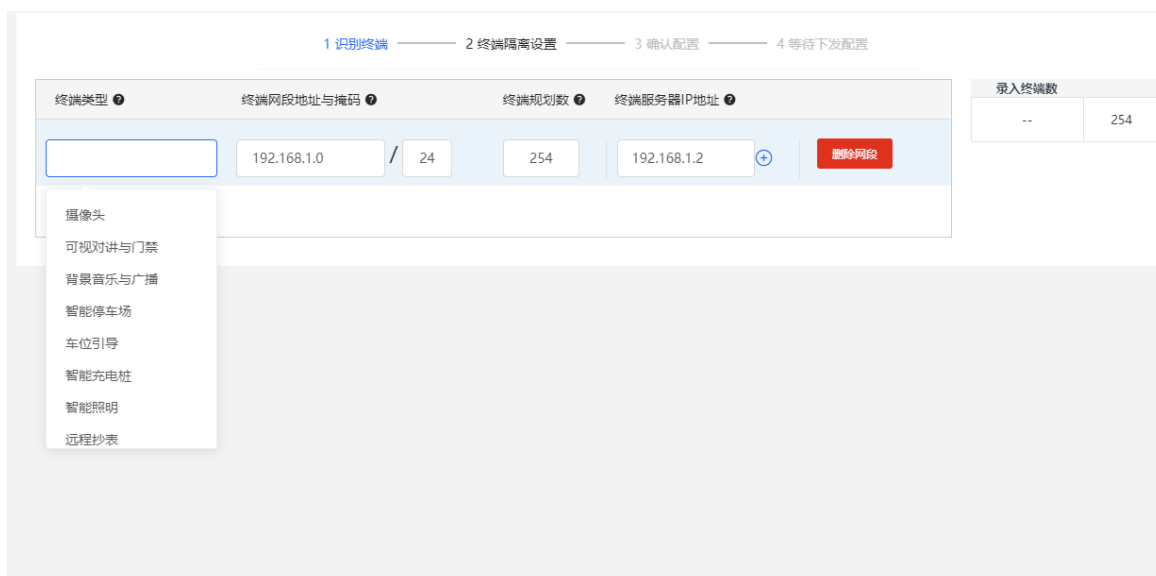 1 识别终端 2 终端隔离设置 3 确认配置 4 等待下发配置
终端类型 终端网段地址与掩码 终端规划数 终端服务器IP地址 录入终端数
192.168.1.0 / 24 254 192.168.1.2 删除网段 -- 254
摄像头
可视对讲与门禁
背景音乐与广播
智能停车场
车位引导
智能充电桩
智能照明
远程抄表